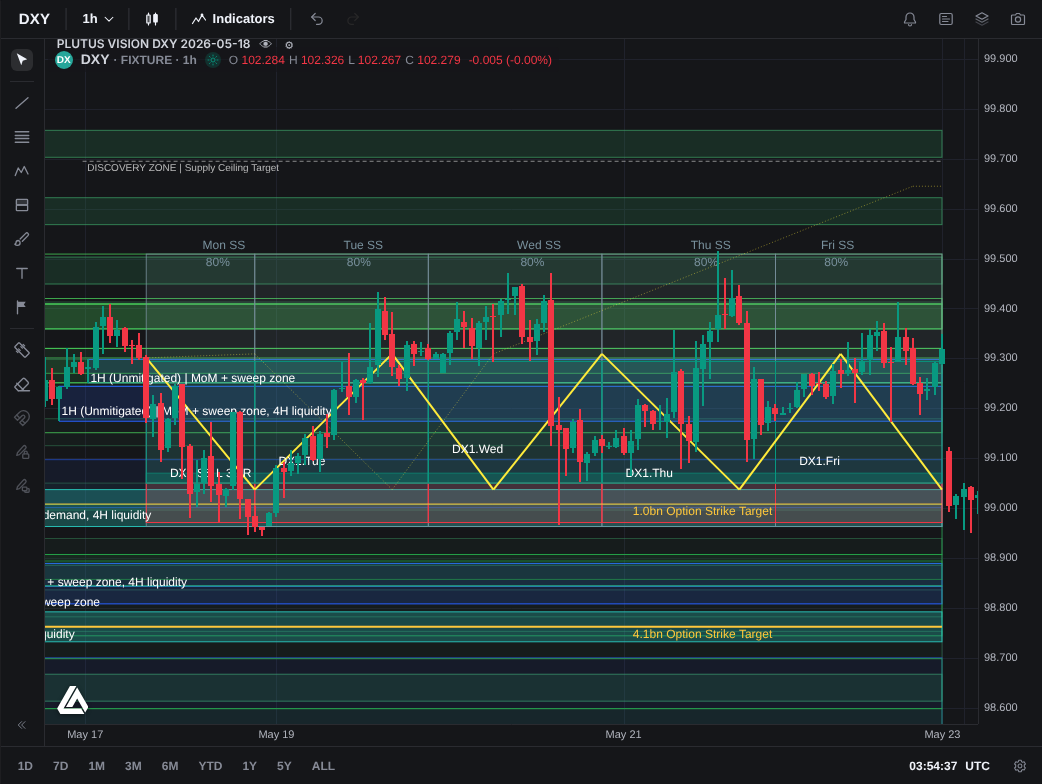 DXY 1h Indicators
PLUTUS VISION DXY 2026-05-18
DX DXY · FIXTURE · 1h O 102.284 H 102.326 L 102.267 C 102.279 -0.005 (-0.00%)
99.900
99.800
DISCOVERY ZONE | Supply Ceiling Target
99.700
99.600
Mon SS Tue SS Wed SS Thu SS Fri SS
80% 80% 80% 80% 80%
99.500
99.400
99.300
1H (Unmitigated) | MoM + sweep zone
1H (Unmitigated) | MoM + sweep zone, 4H liquidity
99.200
DX1.Wed
DX1.Tue DX1.Fri
99.100
DX1.Thu
demand, 4H liquidity 1.0bn Option Strike Target
99.000
98.900
+ sweep zone, 4H liquidity
weep zone
98.800
quidity 4.1bn Option Strike Target
98.700
98.600
May 17 May 19 May 21 May 23
1D 7D 1M 3M 6M YTD 1Y 5Y ALL 03:54:37 UTC